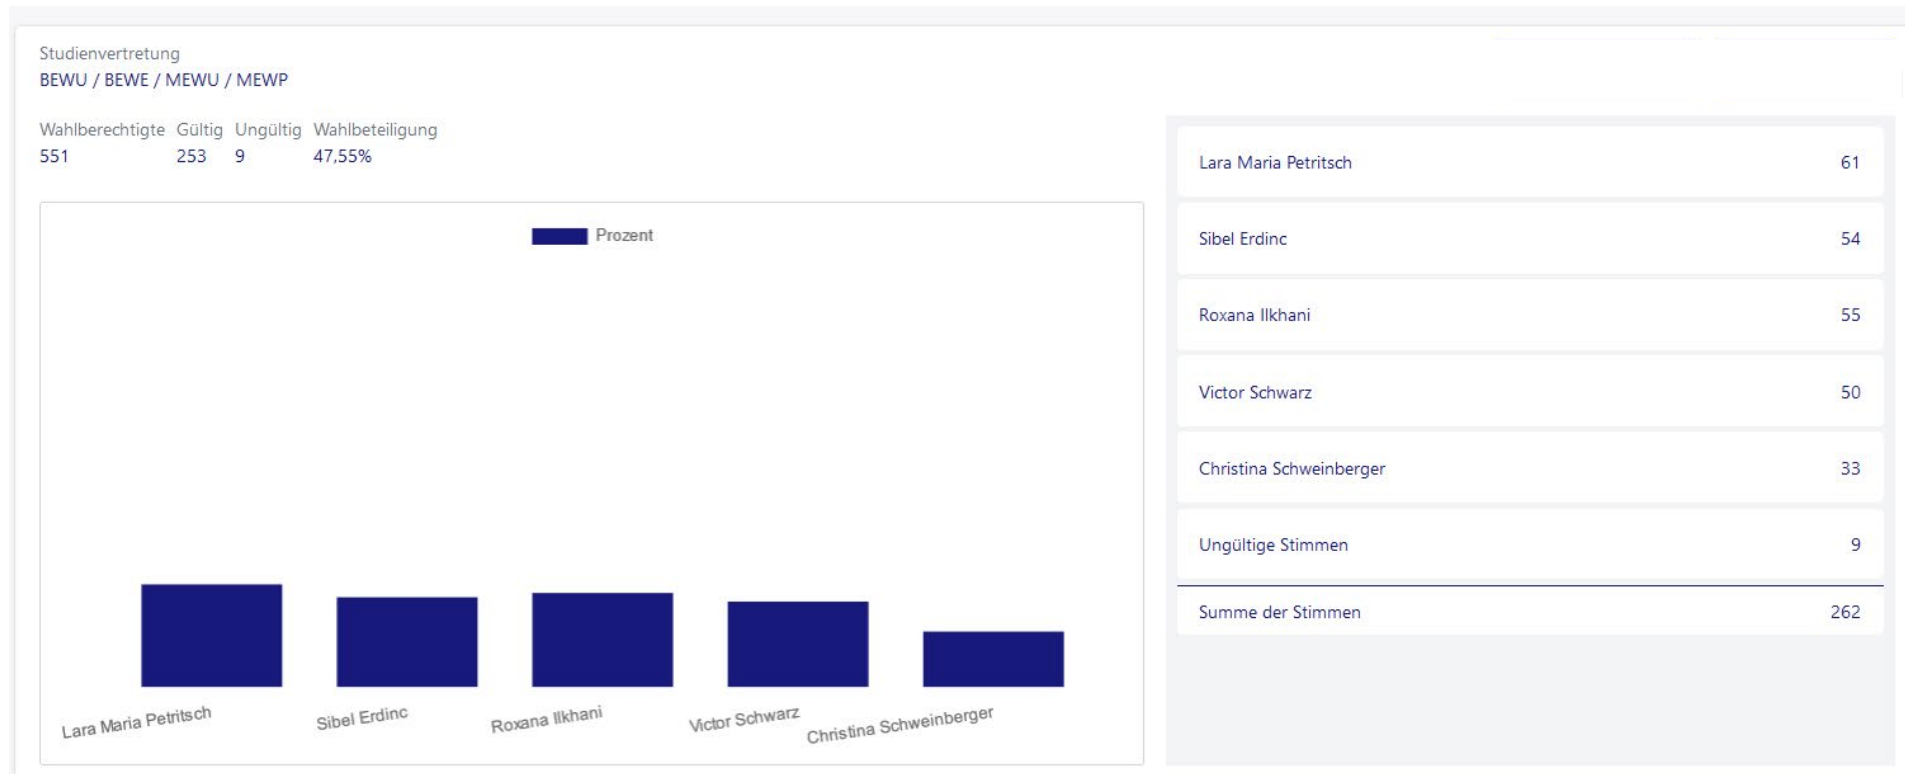 Studienvertretung
BEWU / BEWE / MEWU / MEWP
Wahlberechtigte Gültig Ungültig Wahlbeteiligung
551 253 9 47,55%
Prozent
Lara Maria Petritsch
Sibel Erdinc
Roxana Ilkhani
Victor Schwarz
Christina Schweinberger
Lara Maria Petritsch 61
Sibel Erdinc 54
Roxana Ilkhani 55
Victor Schwarz 50
Christina Schweinberger 33
Ungültige Stimmen 9
Summe der Stimmen 262